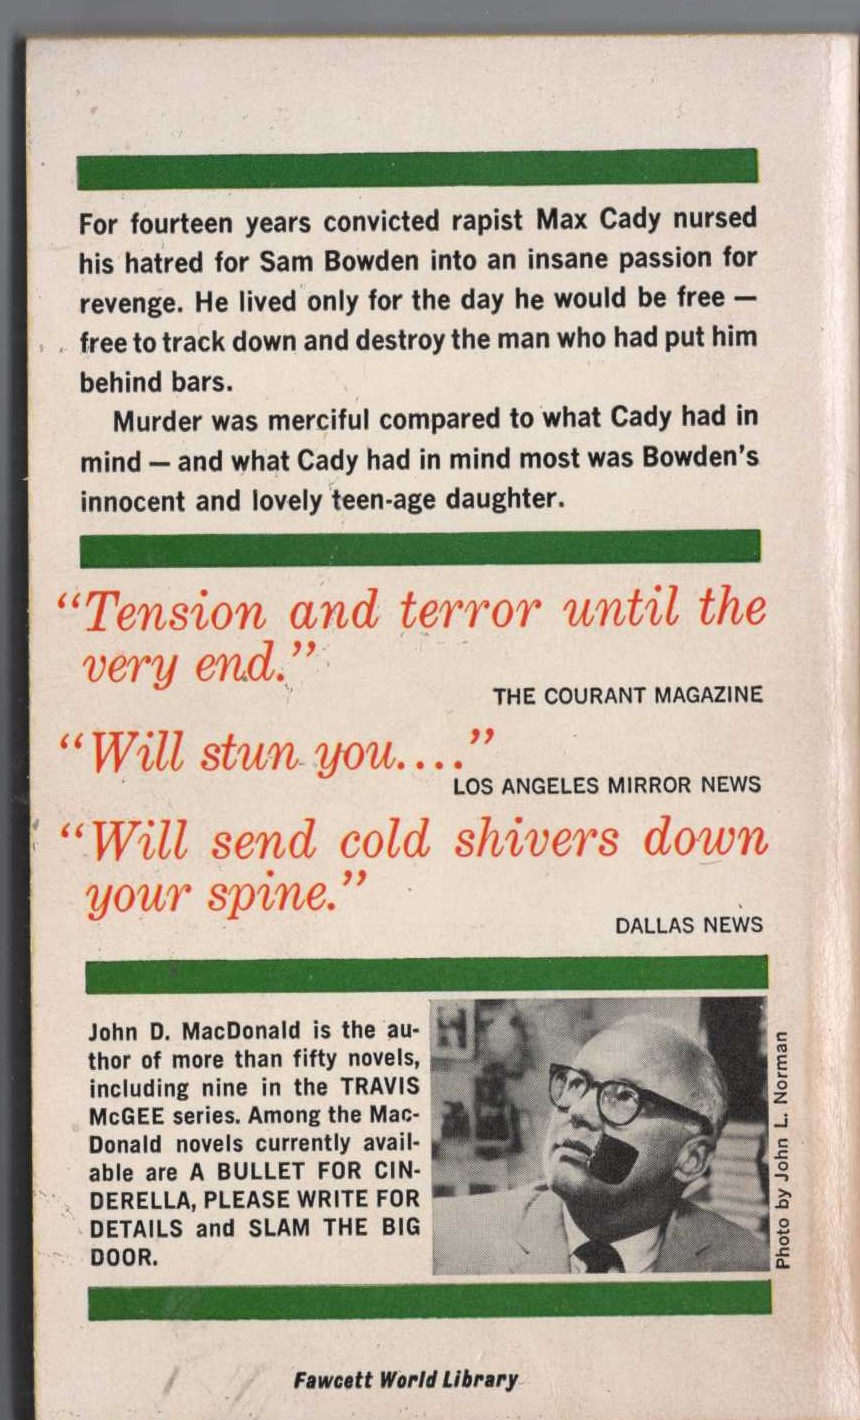 For fourteen years convicted rapist Max Cady nursed
his hatred for Sam Bowden into an insane passion for
revenge. He lived only for the day he would be free —
free to track down and destroy the man who had put him
behind bars.
Murder was merciful compared to what Cady had in
mind — and what Cady had in mind most was Bowden's
innocent and lovely teen-age daughter.
“Tension and terror until the
very end.”
THE COURANT MAGAZINE
“Will stun you....”
LOS ANGELES MIRROR NEWS
“Will send cold shivers down
your spine.”
DALLAS NEWS
John D. MacDonald is the au-
thor of more than fifty novels,
including nine in the TRAVIS
McGEE series. Among the Mac-
Donald novels currently avail-
able are A BULLET FOR CIN-
DERELLA, PLEASE WRITE FOR
DETAILS and SLAM THE BIG
DOOR.
Photo by John L. Norman
Fawcett World Library